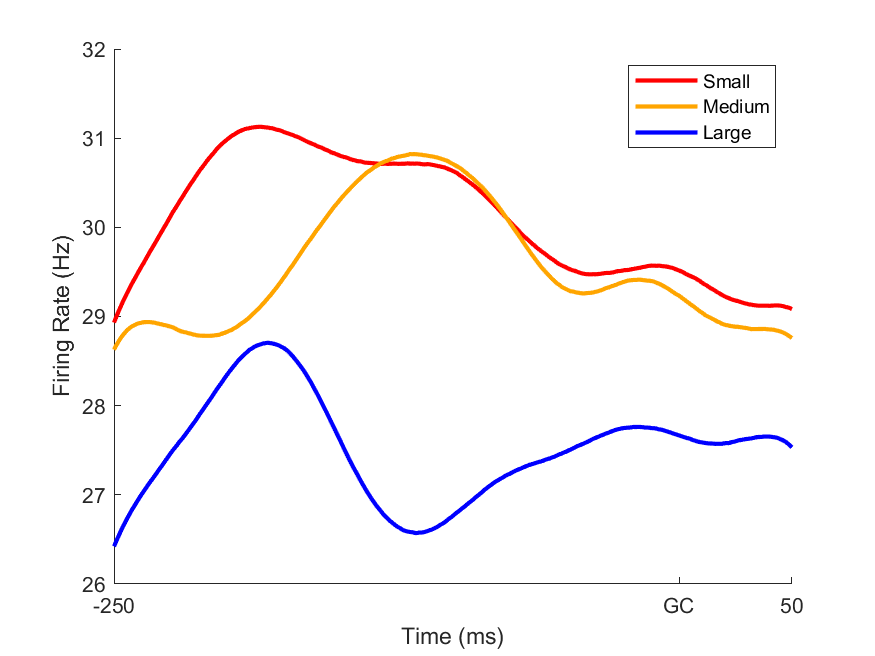 32
31
30
29
28
27
26
Firing Rate (Hz)
Small
Medium
Large
-250
GC
50
Time (ms)